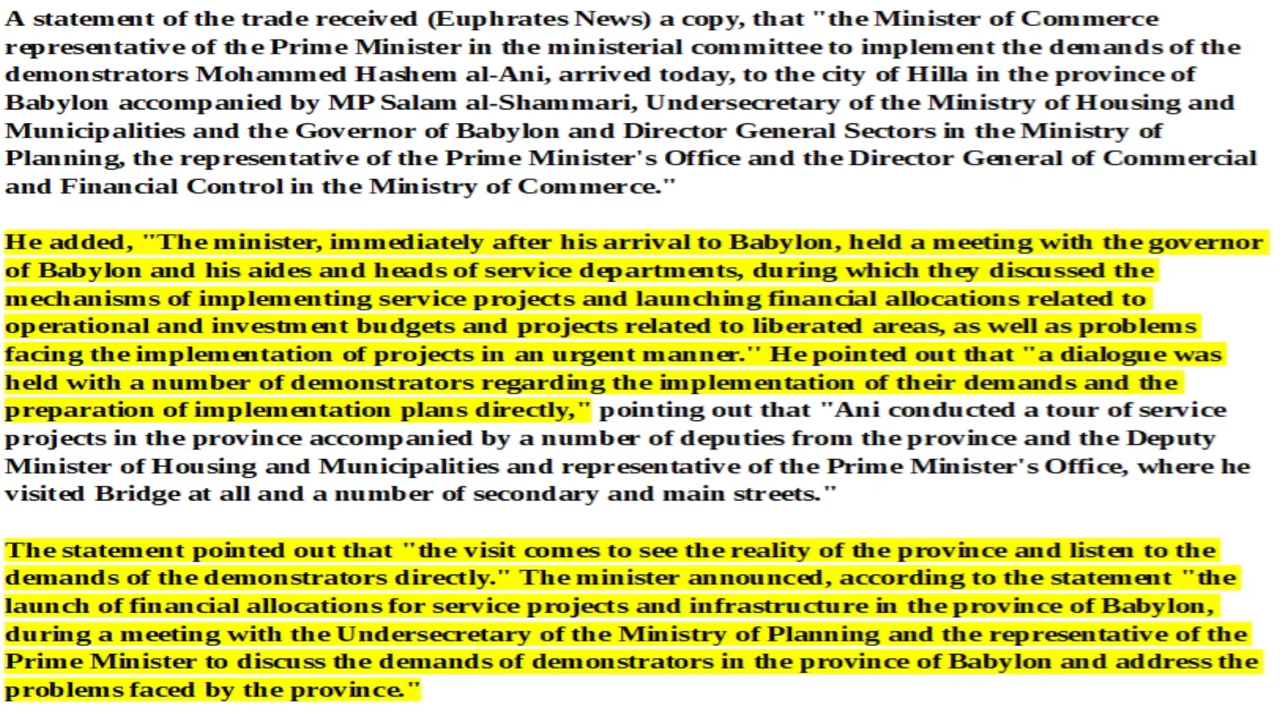 A statement of the trade received (Euphrates News) a copy, that "the Minister of Commerce
representative of the Prime Minister in the ministerial committee to implement the demands of the
demonstrators Mohammed Hashem al-Ani, arrived today, to the city of Hilla in the province of
Babylon accompanied by MP Salam al-Shammari, Undersecretary of the Ministry of Housing and
Municipalities and the Governor of Babylon and Director General Sectors in the Ministry of
Planning, the representative of the Prime Minister's Office and the Director General of Commercial
and Financial Control in the Ministry of Commerce."
He added, "The minister, immediately after his arrival to Babylon, held a meeting with the governor
of Babylon and his aides and heads of service departments, during which they discussed the
mechanisms of implementing service projects and launching financial allocations related to
operational and investment budgets and projects related to liberated areas, as well as problems
facing the implementation of projects in an urgent manner." He pointed out that "a dialogue was
held with a number of demonstrators regarding the implementation of their demands and the
preparation of implementation plans directly," pointing out that "Ani conducted a tour of service
projects in the province accompanied by a number of deputies from the province and the Deputy
Minister of Housing and Municipalities and representative of the Prime Minister's Office, where he
visited Bridge at all and a number of secondary and main streets."
The statement pointed out that "the visit comes to see the reality of the province and listen to the
demands of the demonstrators directly." The minister announced, according to the statement "the
launch of financial allocations for service projects and infrastructure in the province of Babylon,
during a meeting with the Undersecretary of the Ministry of Planning and the representative of the
Prime Minister to discuss the demands of demonstrators in the province of Babylon and address the
problems faced by the province."